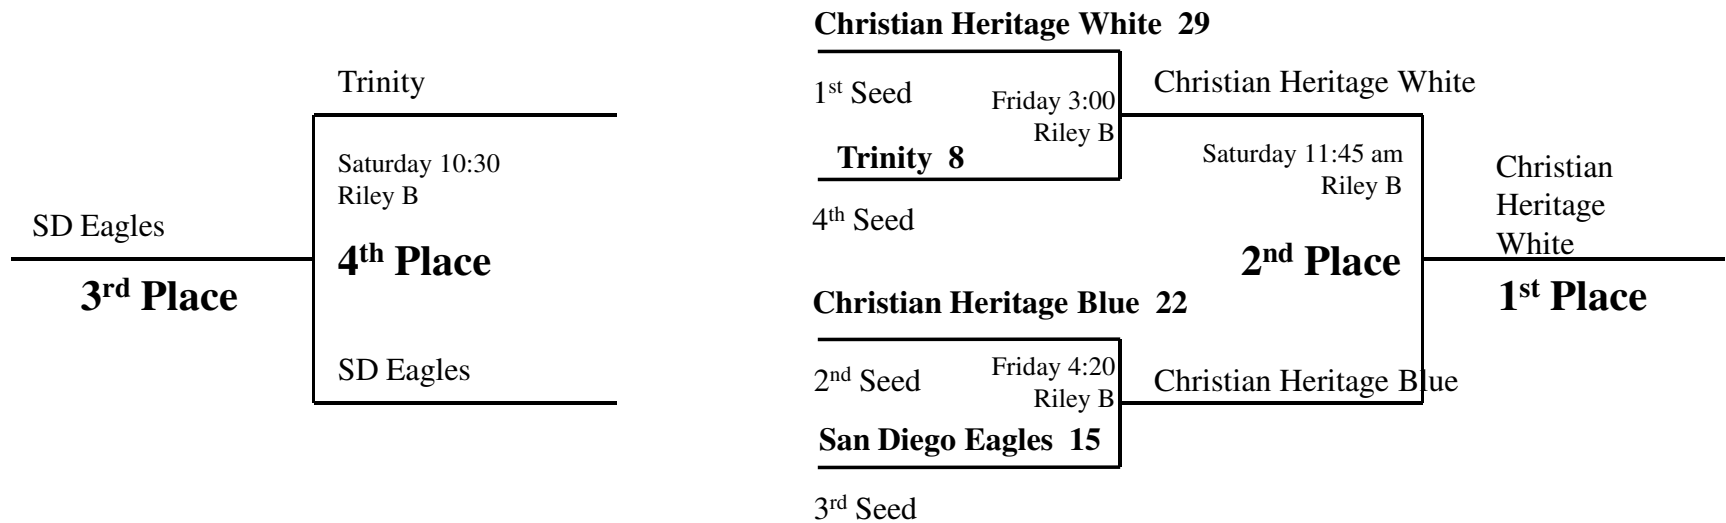 Trinity
Saturday 10:30
Riley B
SD Eagles
4th Place
3rd Place
SD Eagles
Christian Heritage White 29
1st Seed
Friday 3:00
Riley B
Trinity 8
4th Seed
Christian Heritage White
Saturday 11:45 am
Riley B
2nd Place
Christian
Heritage
White
1st Place
Christian Heritage Blue 22
2nd Seed
Friday 4:20
Riley B
Christian Heritage Blue
San Diego Eagles 15
3rd Seed